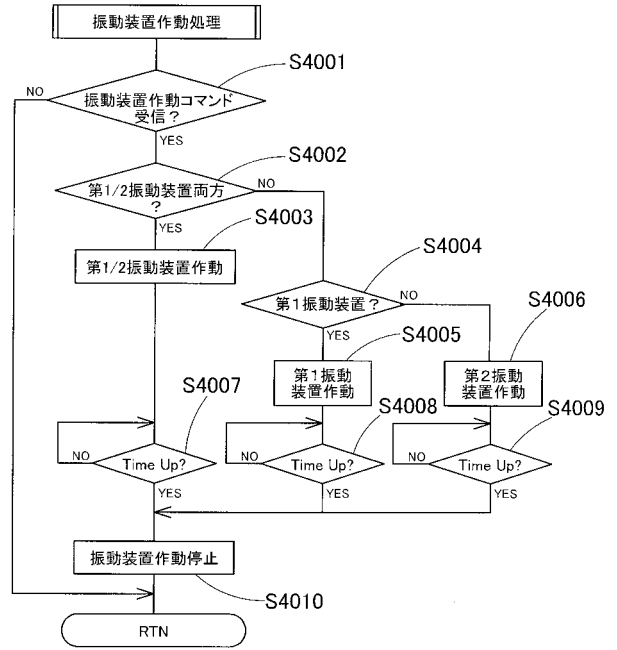 振動装置作動処理
S4001
NO
振動装置作動コマンド
受信?
YES
S4002
第1/2振動装置両方
?
NO
YES
S4003
第1/2振動装置作動
S4004
第1振動装置?
NO
YES
S4006
S4005
第1振動
装置作動
第2振動
装置作動
S4007
S4008
S4009
Time Up?
NO
YES
Time Up?
NO
YES
Time Up?
NO
YES
振動装置作動停止
S4010
RTN